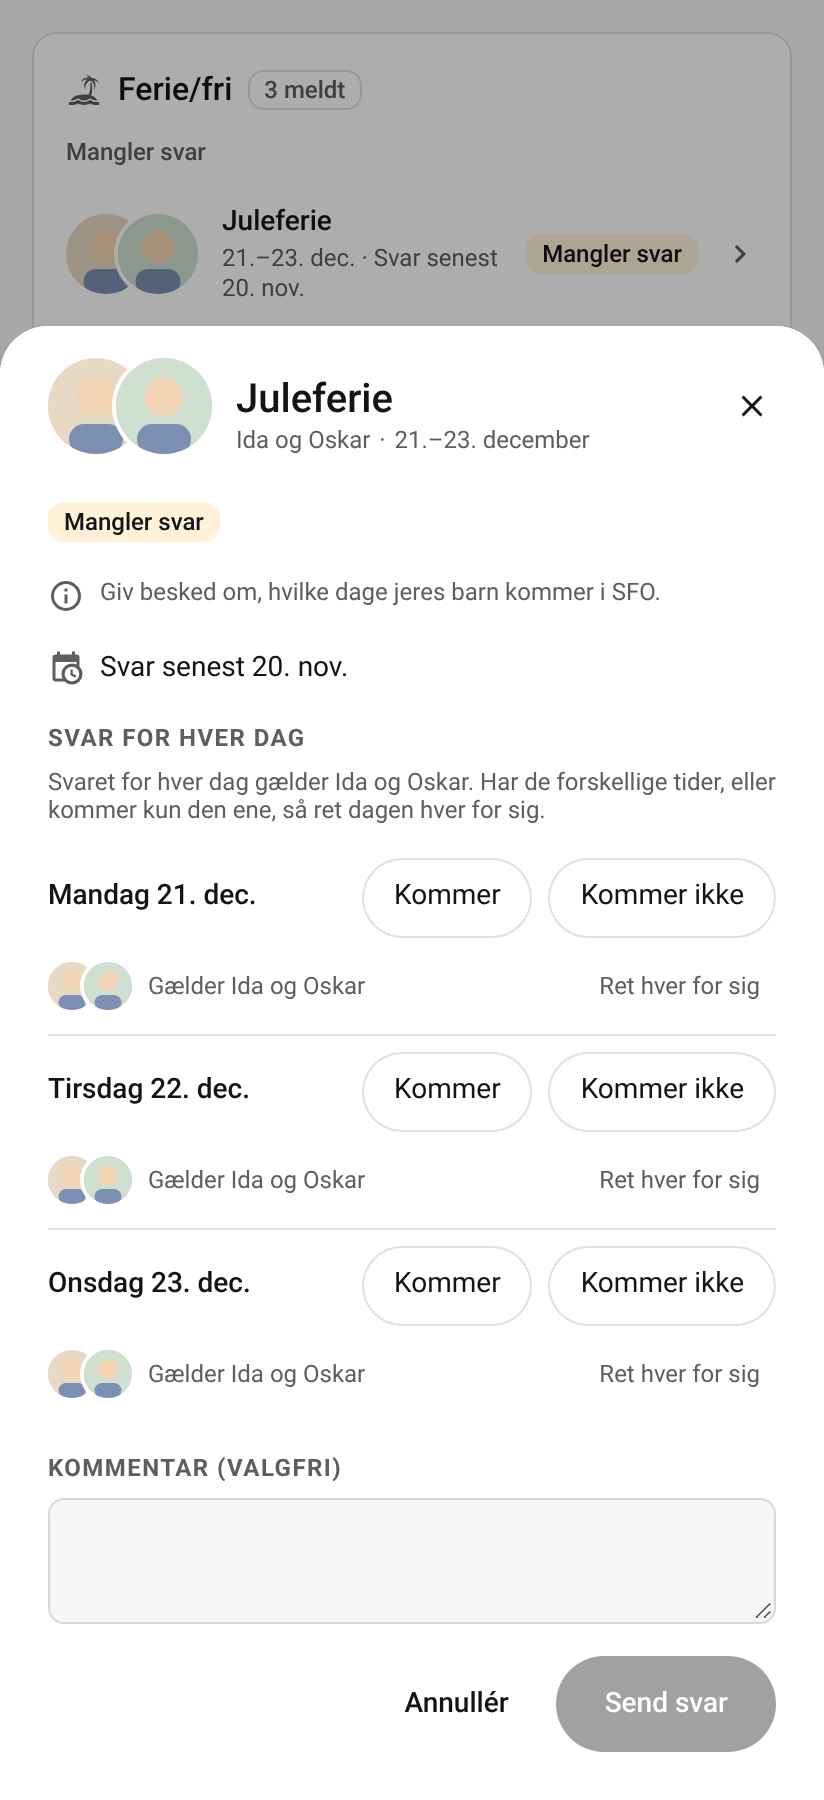 Ferie/fri
3 meldt
Mangler svar
Juleferie
21.–23. dec. · Svar senest
20. nov.
Mangler svar
Juleferie
Ida og Oskar · 21.–23. december
Mangler svar
Giv besked om, hvilke dage jeres barn kommer i SFO.
Svar senest 20. nov.
SVAR FOR HVER DAG
Svaret for hver dag gælder Ida og Oskar. Har de forskellige tider, eller
kommer kun den ene, så ret dagen hver for sig.
Mandag 21. dec.
Kommer
Kommer ikke
Gælder Ida og Oskar
Ret hver for sig
Tirsdag 22. dec.
Kommer
Kommer ikke
Gælder Ida og Oskar
Ret hver for sig
Onsdag 23. dec.
Kommer
Kommer ikke
Gælder Ida og Oskar
Ret hver for sig
KOMMENTAR (VALGFRI)
Annullér
Send svar